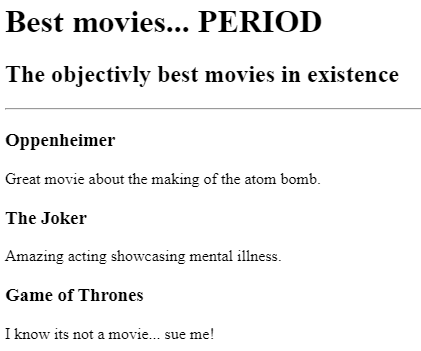 Best movies... PERIOD
The objectivly best movies in existence
Oppenheimer
Great movie about the making of the atom bomb.
The Joker
Amazing acting showcasing mental illness.
Game of Thrones
I know its not a movie... sue me!